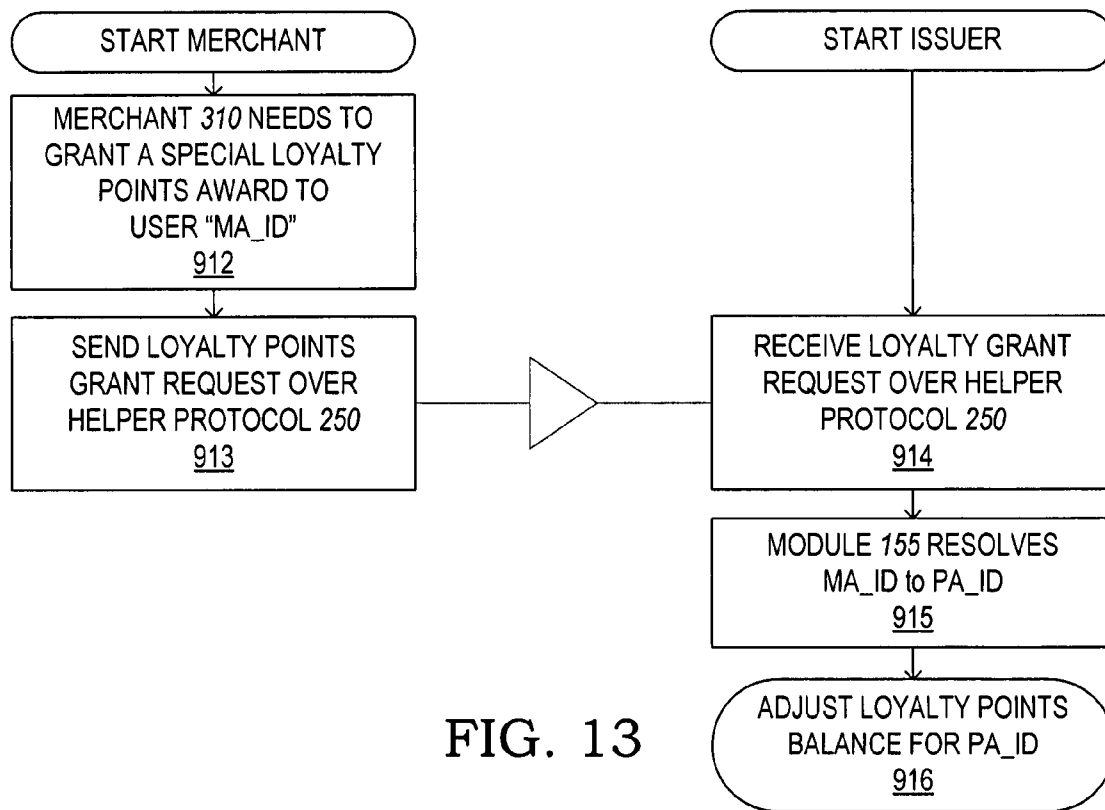 START MERCHANT
MERCHANT 310 NEEDS TO
GRANT A SPECIAL LOYALTY
POINTS AWARD TO
USER “MA_ID”
912
SEND LOYALTY POINTS
GRANT REQUEST OVER
HELPER PROTOCOL 250
913
START ISSUER
RECEIVE LOYALTY GRANT
REQUEST OVER HELPER
PROTOCOL 250
914
MODULE 155 RESOLVES
MA_ID to PA_ID
915
ADJUST LOYALTY POINTS
BALANCE FOR PA_ID
916
FIG. 13